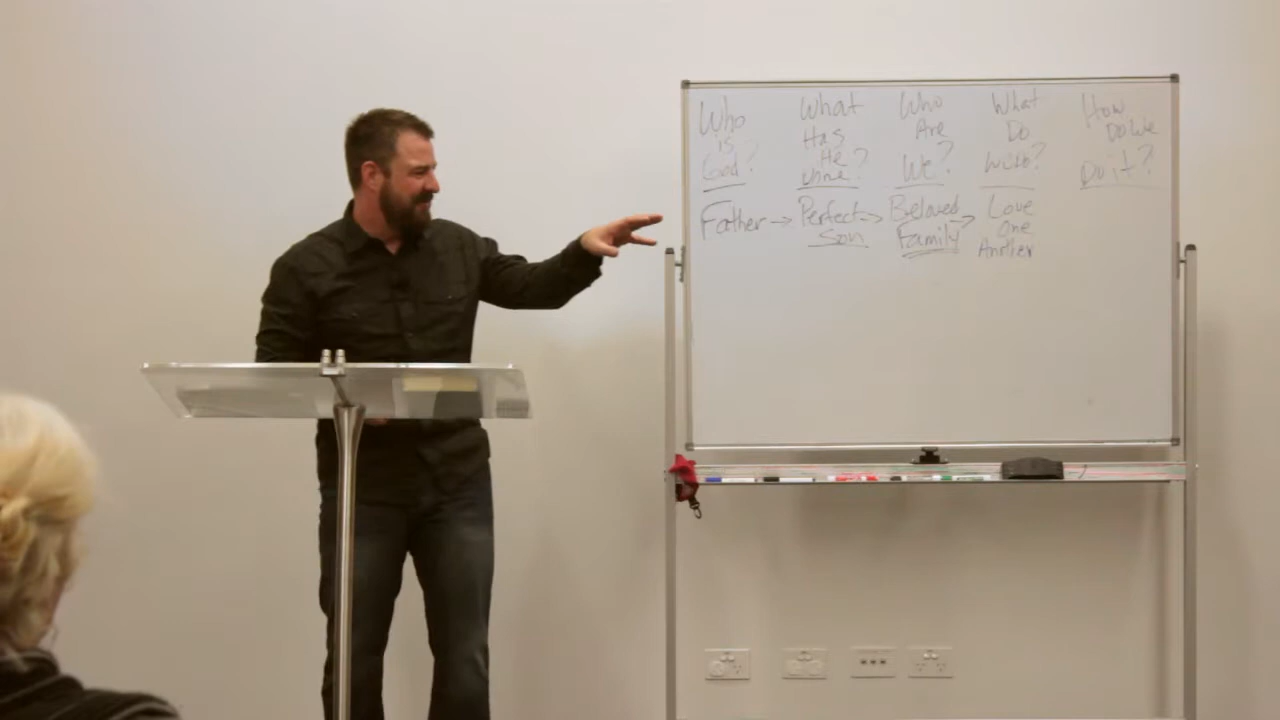 Who
is
God?
What
Has
He
Done?
Who
Are
We?
What
Do
We Do?
How
Do We
Do it?
Father → Perfect →
Son
Beloved →
Family
Love
One
Another